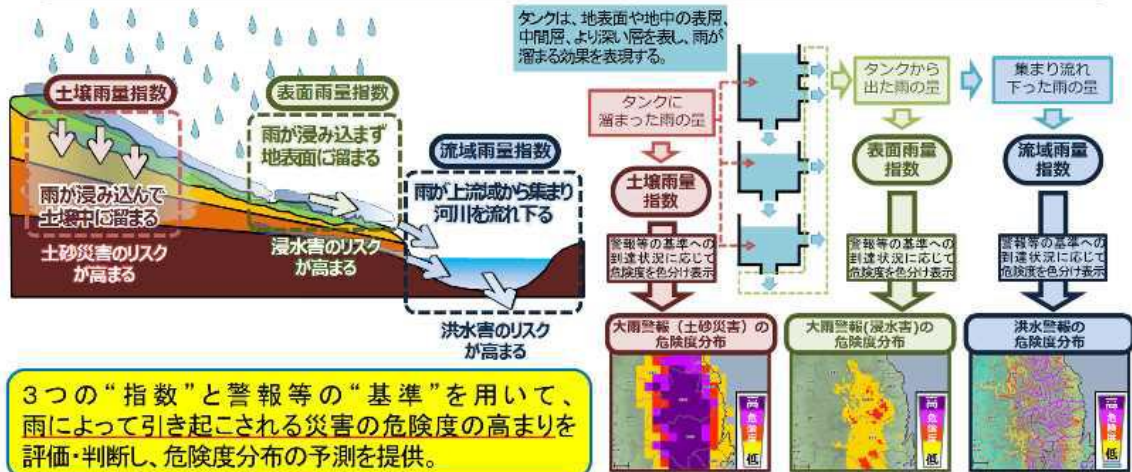 土壌雨量指数
雨が浸み込んで
土壌中に溜まる
土砂災害のリスク
が高まる
表面雨量指数
雨が浸み込まず
地表面に溜まる
浸水害のリスク
が高まる
流域雨量指数
雨が上流域から集まり
河川を流れ下る
洪水害のリスク
が高まる
3つの“指数”と警報等の“基準”を用いて、
雨によって引き起こされる災害の危険度の高まりを
評価・判断し、危険度分布の予測を提供。
タンクは、地表面や地中の表層、
中間層、より深い層を表し、雨が
溜まる効果を表現する。
タンクに
溜まった雨の量
タンクから
出た雨の量
集まり流れ
下った雨の量
土壌雨量
指数
表面雨量
指数
流域雨量
指数
警報等の基準への
到達状況に応じて
危険度を色分け表示
警報等の基準への
到達状況に応じて
危険度を色分け表示
警報等の基準への
到達状況に応じて
危険度を色分け表示
大雨警報(土砂災害)の
危険度分布
大雨警報(浸水害)の
危険度分布
洪水警報の
危険度分布
高
危険度
低
高
危険度
低
高
危険度
低